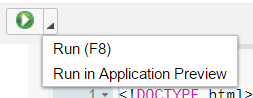 Run (F8)
Run in Application Preview
1 <!DOCTYPE html>